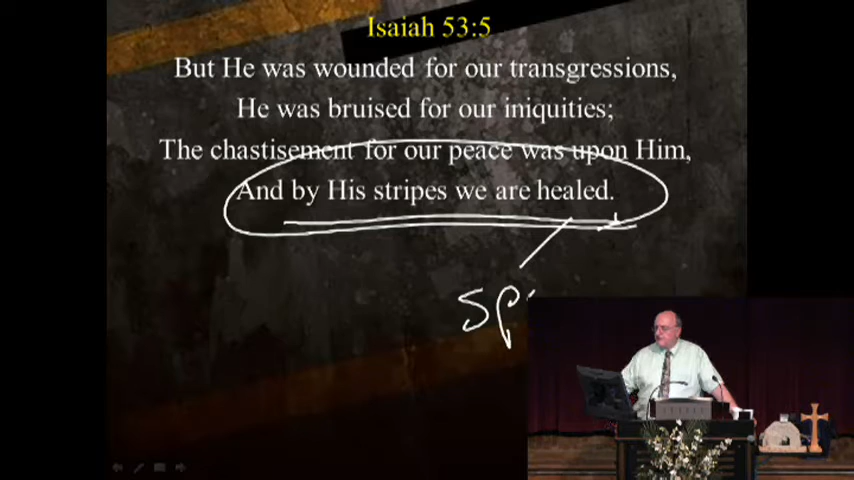 Isaiah 53:5
But He was wounded for our transgressions,
He was bruised for our iniquities;
The chastisement for our peace was upon Him,
And by His stripes we are healed.
sp